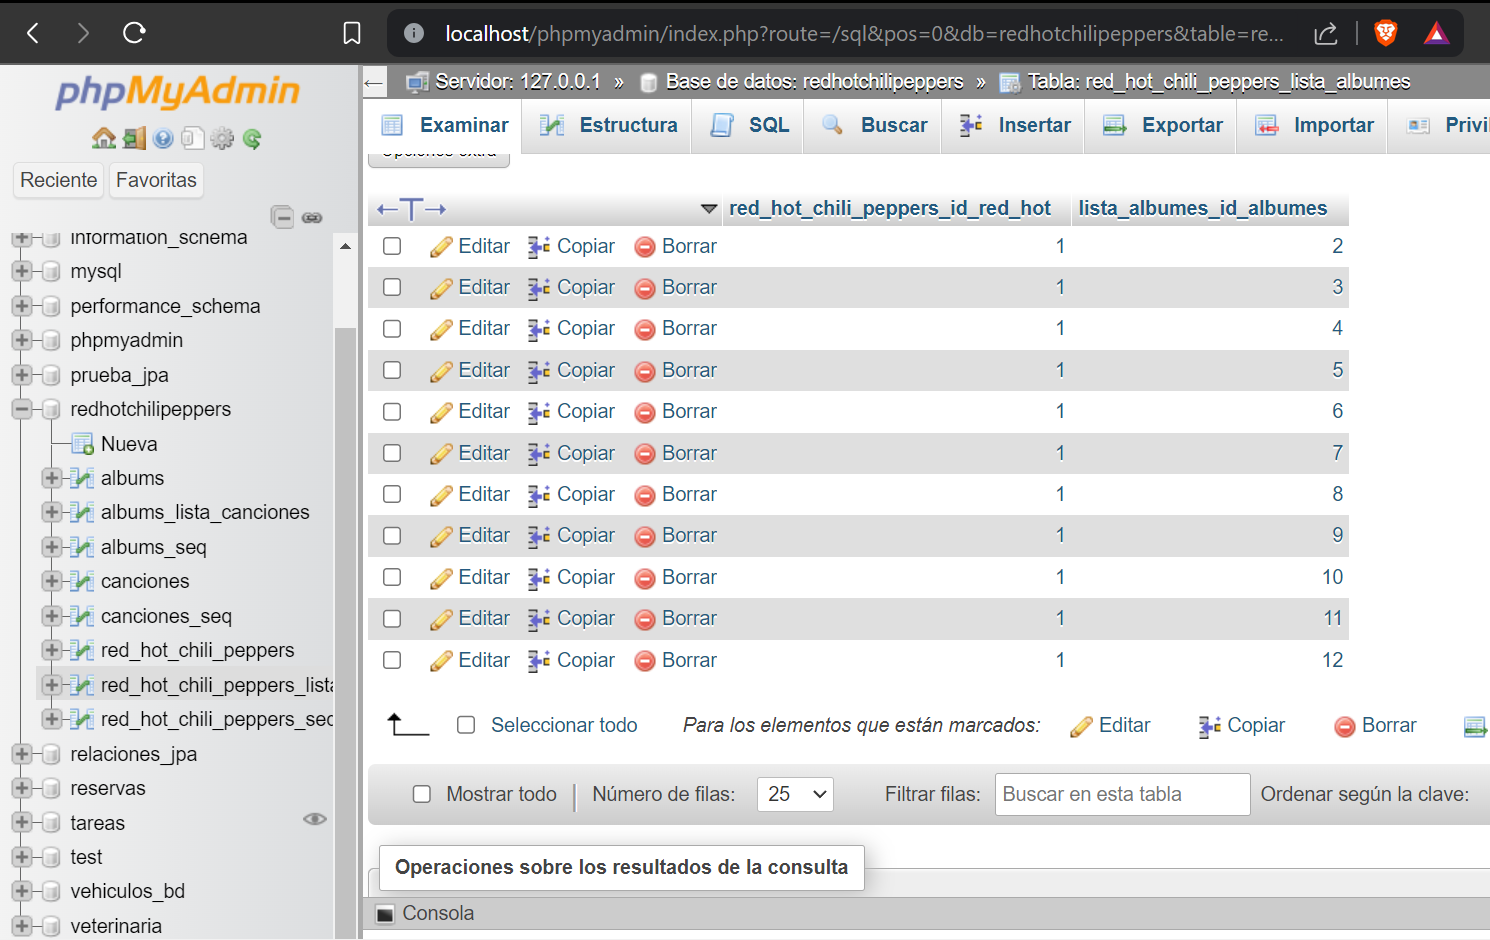 localhost/phpmyadmin/index.php?route=/sql&pos=0&db=redhotchilipeppers&table=re...
phpMyAdmin
Reciente
Favoritas
information_schema
mysql
performance_schema
phpmyadmin
prueba_jpa
redhotchilipeppers
Nueva
albums
albums_lista_canciones
albums_seq
canciones
canciones_seq
red_hot_chili_peppers
red_hot_chili_peppers_lista
red_hot_chili_peppers_sec
relaciones_jpa
reservas
tareas
test
vehiculos_bd
veterinaria
Servidor: 127.0.0.1 » Base de datos: redhotchilipeppers » Tabla: red_hot_chili_peppers_lista_albumes
Examinar Estructura SQL Buscar Insertar Exportar Importar Privi
Opciones extra
←T→ red_hot_chili_peppers_id_red_hot lista_albumes_id_albumes
Editar Copiar Borrar 1 2
Editar Copiar Borrar 1 3
Editar Copiar Borrar 1 4
Editar Copiar Borrar 1 5
Editar Copiar Borrar 1 6
Editar Copiar Borrar 1 7
Editar Copiar Borrar 1 8
Editar Copiar Borrar 1 9
Editar Copiar Borrar 1 10
Editar Copiar Borrar 1 11
Editar Copiar Borrar 1 12
Seleccionar todo Para los elementos que están marcados: Editar Copiar Borrar
Mostrar todo | Número de filas: 25 Filtrar filas: Buscar en esta tabla Ordenar según la clave:
Operaciones sobre los resultados de la consulta
Consola